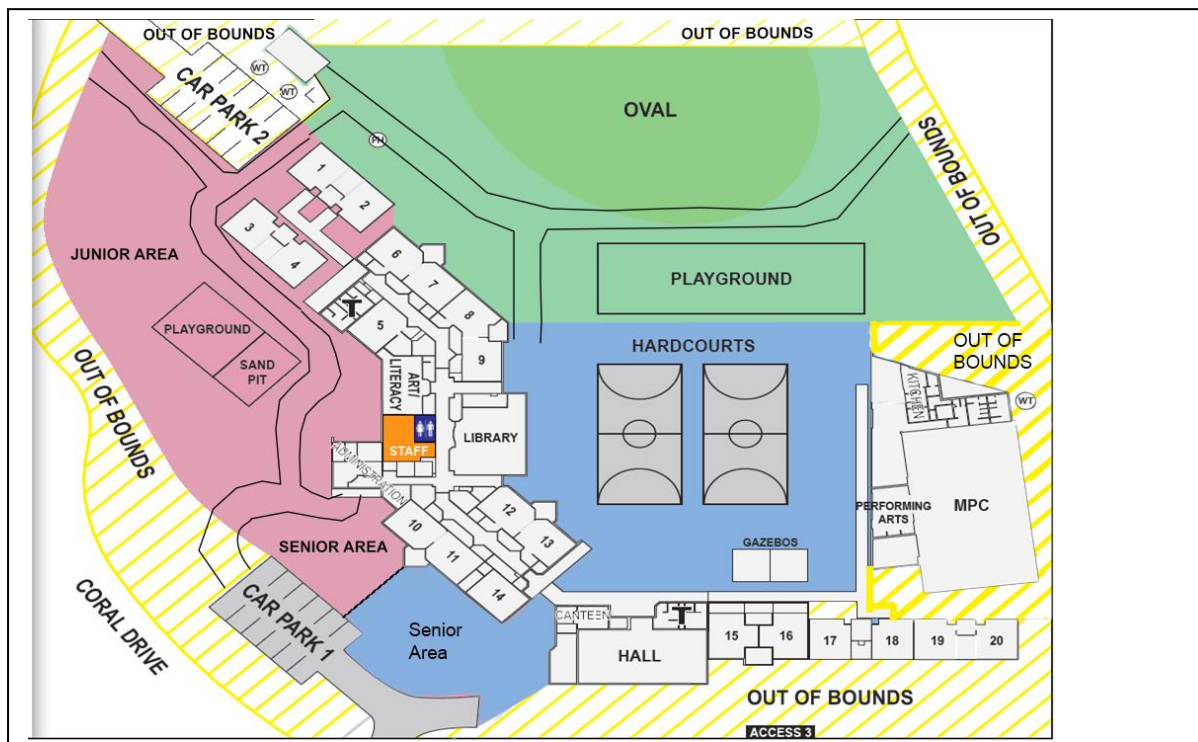 OUT OF BOUNDS
OUT OF BOUNDS
WT
WT
CAR PARK 2
OVAL
PH
OUT OF BOUNDS
1
2
3
4
JUNIOR AREA
6
7
8
9
T
5
PLAYGROUND
PLAYGROUND
SAND
PIT
HARDCOURTS
OUT OF
BOUNDS
KITCHEN
WT
ART/
LITERACY
LIBRARY
STAFF
OUT OF BOUNDS
ADMINISTRATION
10
11
12
13
14
PERFORMING
ARTS
MPC
GAZEBOS
SENIOR AREA
CAR PARK 1
CORAL DRIVE
Senior
Area
CANTEEN
T
HALL
15
16
17
18
19
20
OUT OF BOUNDS
ACCESS 3